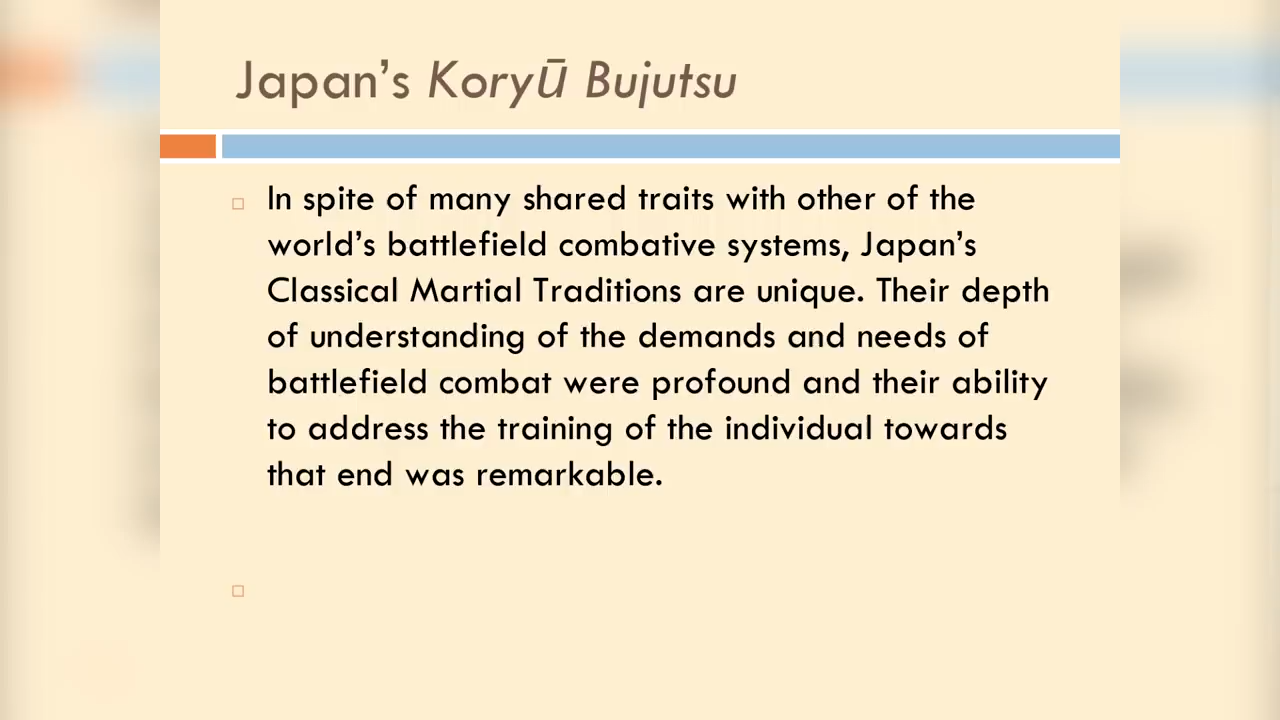 Japan’s Koryū Bujutsu
In spite of many shared traits with other of the
world’s battlefield combative systems, Japan’s
Classical Martial Traditions are unique. Their depth
of understanding of the demands and needs of
battlefield combat were profound and their ability
to address the training of the individual towards
that end was remarkable.